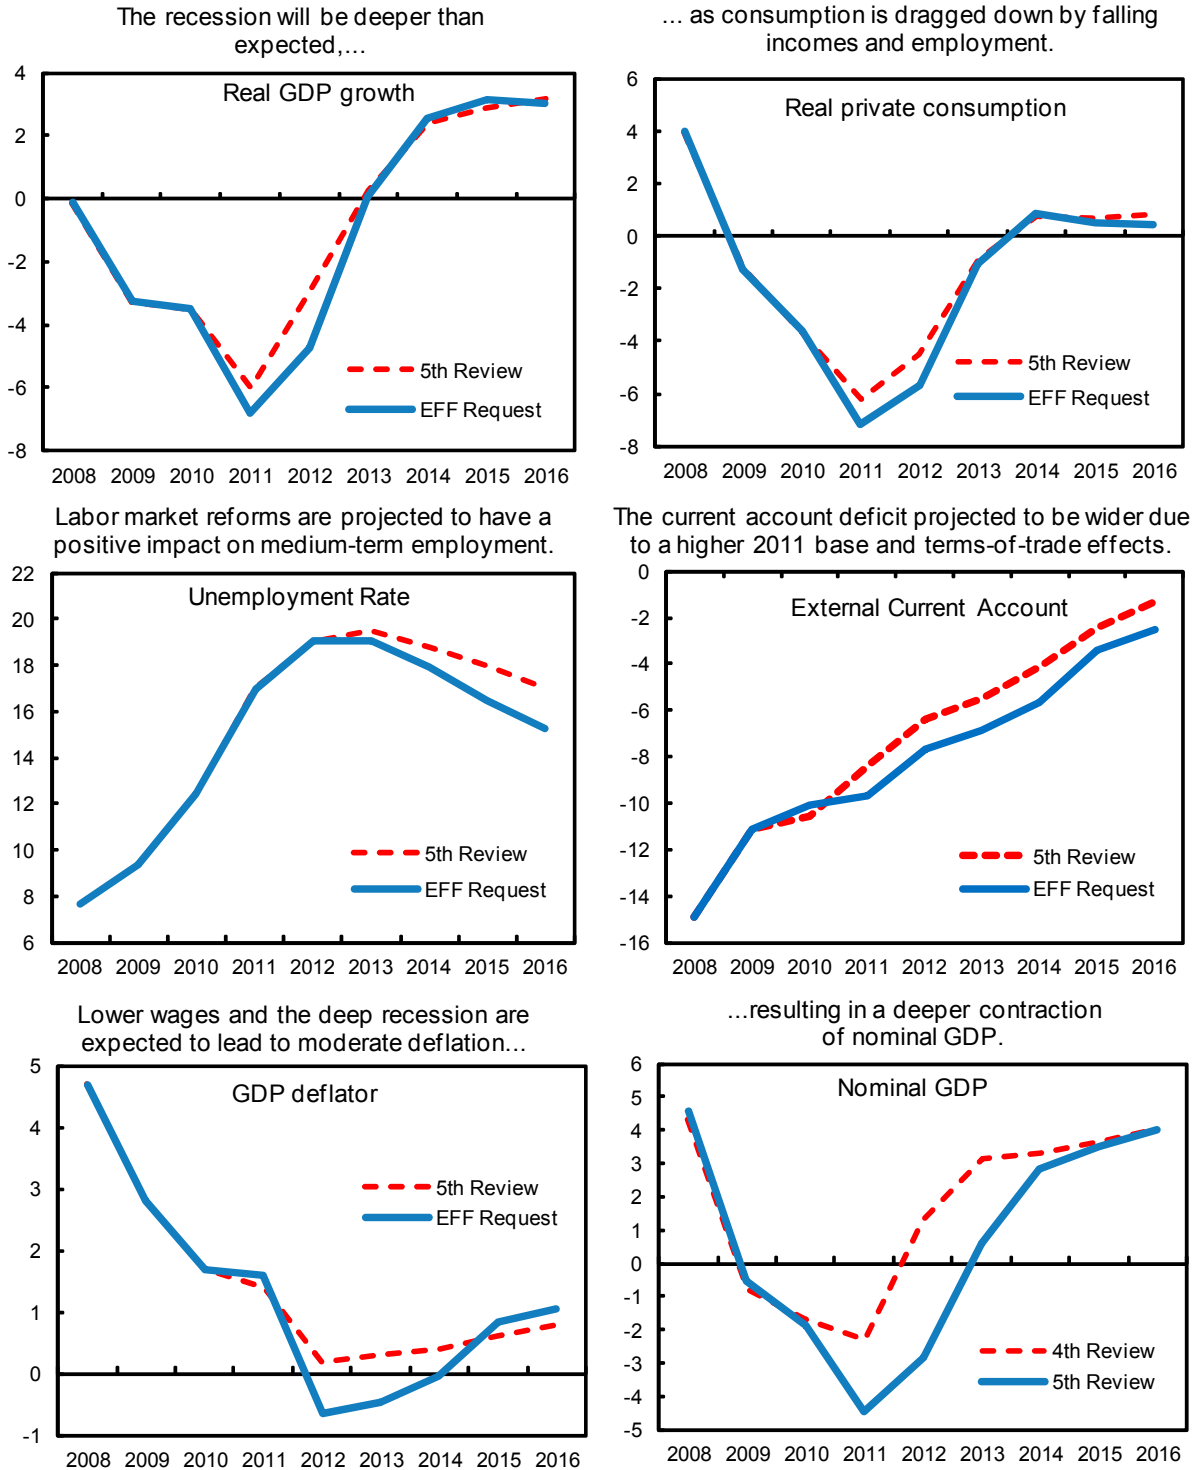 The recession will be deeper than
expected,...
Real GDP growth
4
2
0
-2
-4
-6
-8
5th Review
EFF Request
2008 2009 2010 2011 2012 2013 2014 2015 2016
... as consumption is dragged down by falling
incomes and employment.
Real private consumption
6
4
2
0
-2
-4
-6
-8
5th Review
EFF Request
2008 2009 2010 2011 2012 2013 2014 2015 2016
Labor market reforms are projected to have a
positive impact on medium-term employment.
Unemployment Rate
22
20
18
16
14
12
10
8
6
5th Review
EFF Request
2008 2009 2010 2011 2012 2013 2014 2015 2016
The current account deficit projected to be wider due
to a higher 2011 base and terms-of-trade effects.
External Current Account
0
-2
-4
-6
-8
-10
-12
-14
-16
5th Review
EFF Request
2008 2009 2010 2011 2012 2013 2014 2015 2016
Lower wages and the deep recession are
expected to lead to moderate deflation...
GDP deflator
5
4
3
2
1
0
-1
5th Review
EFF Request
2008 2009 2010 2011 2012 2013 2014 2015 2016
...resulting in a deeper contraction
of nominal GDP.
Nominal GDP
6
5
4
3
2
1
0
-1
-2
-3
-4
-5
4th Review
5th Review
2008 2009 2010 2011 2012 2013 2014 2015 2016